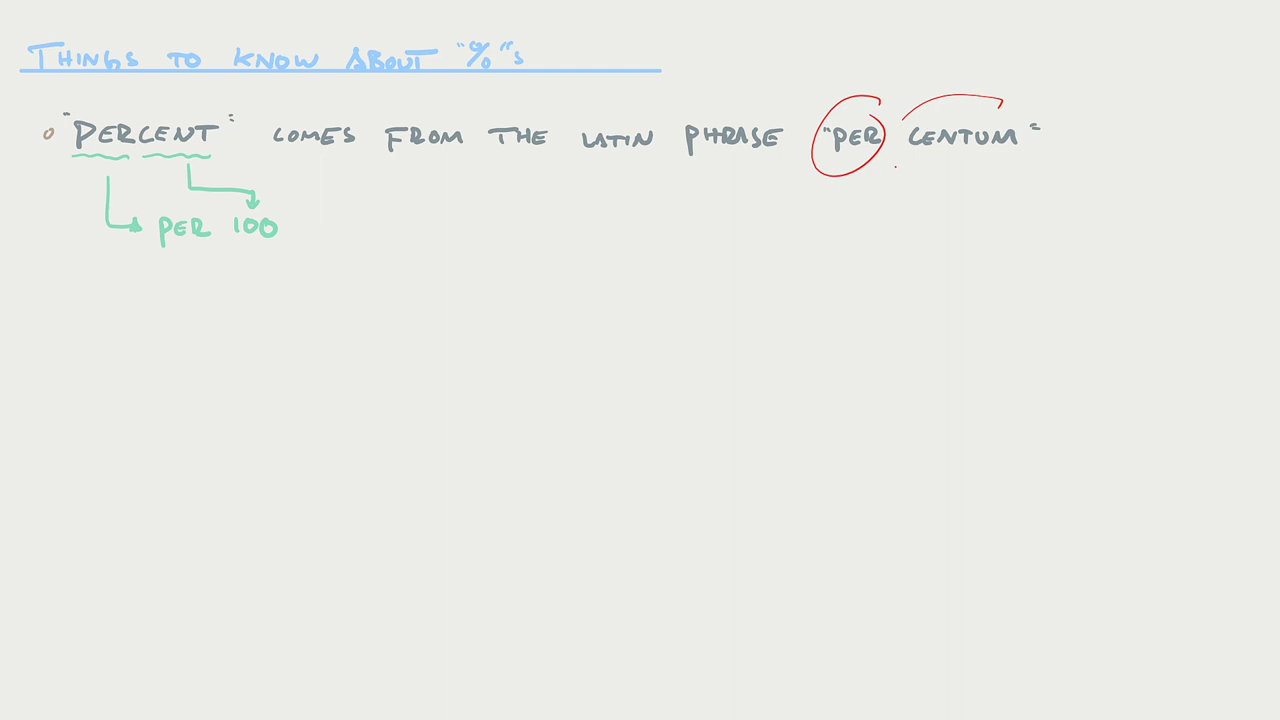 THINGS TO KNOW ABOUT "%"s
"PERCENT" COMES FROM THE LATIN PHRASE "PER CENTUM"
PER 100